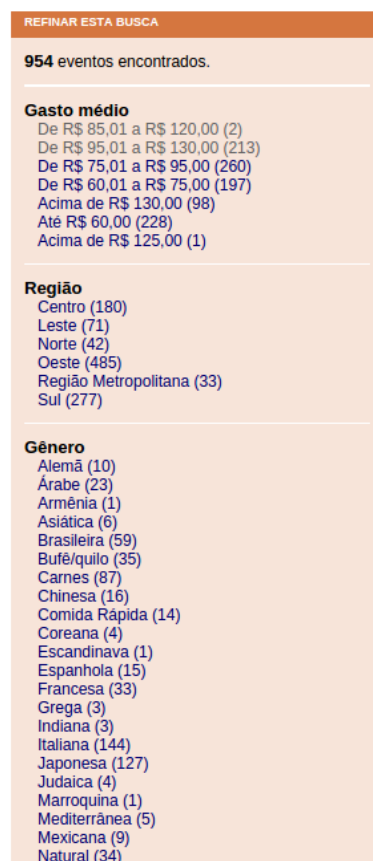 REFINAR ESTA BUSCA
954 eventos encontrados.
Gasto médio
De R$ 85,01 a R$ 120,00 (2)
De R$ 95,01 a R$ 130,00 (213)
De R$ 75,01 a R$ 95,00 (260)
De R$ 60,01 a R$ 75,00 (197)
Acima de R$ 130,00 (98)
Até R$ 60,00 (228)
Acima de R$ 125,00 (1)
Região
Centro (180)
Leste (71)
Norte (42)
Oeste (485)
Região Metropolitana (33)
Sul (277)
Gênero
Alemã (10)
Árabe (23)
Armênia (1)
Asiática (6)
Brasileira (59)
Bufê/quilo (35)
Carnes (87)
Chinesa (16)
Comida Rápida (14)
Coreana (4)
Escandinava (1)
Espanhola (15)
Francesa (33)
Grega (3)
Indiana (3)
Italiana (144)
Japonesa (127)
Judaica (4)
Marroquina (1)
Mediterrânea (5)
Mexicana (9)
Natural (34)